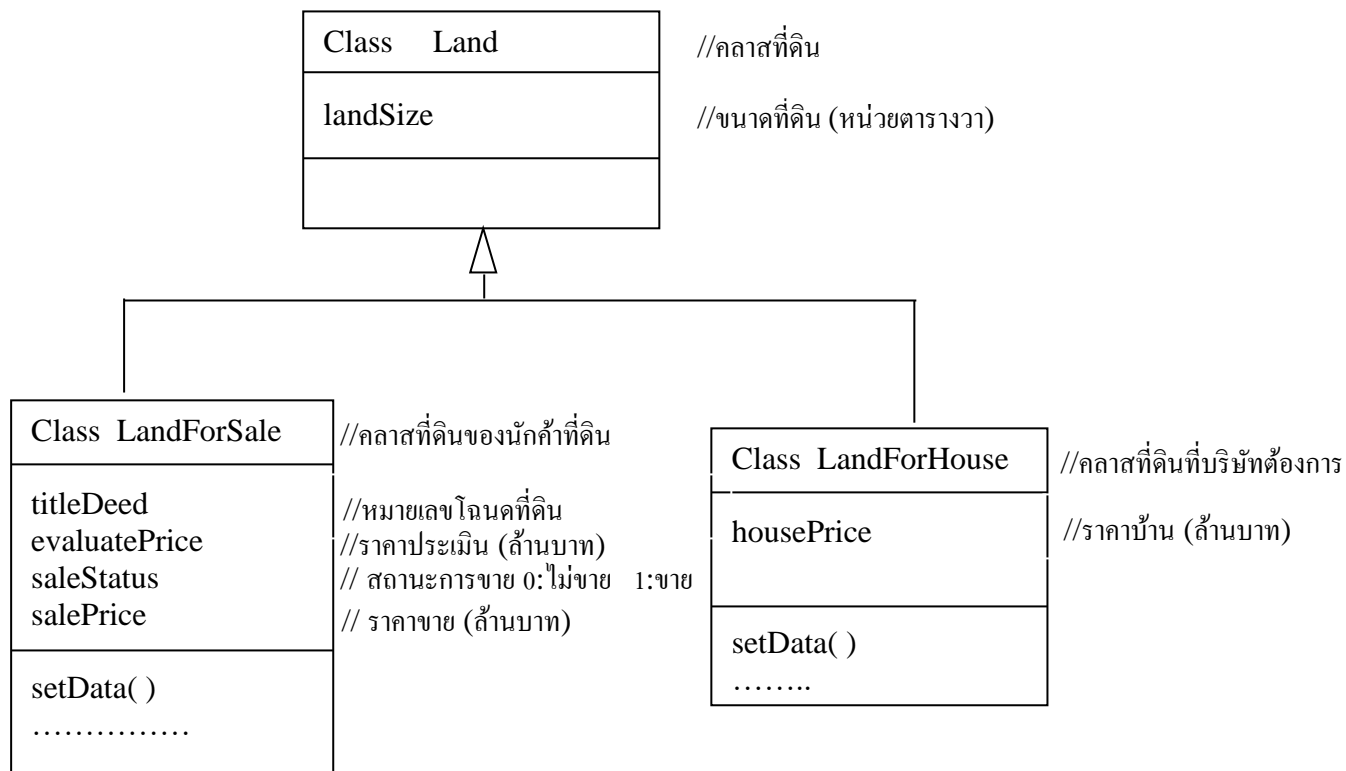 Class Land //คลาสที่ดิน
landSize //ขนาดที่ดิน (หน่วยตารางวา)
Class LandForSale //คลาสที่ดินของนักค้าที่ดิน
titleDeed //หมายเลขโฉนดที่ดิน
evaluatePrice //ราคาประเมิน (ล้านบาท)
saleStatus // สถานะการขาย 0:ไม่ขาย 1:ขาย
salePrice // ราคาขาย (ล้านบาท)
setData( )
……………
Class LandForHouse //คลาสที่ดินที่บริษัทต้องการ
housePrice //ราคาบ้าน (ล้านบาท)
setData( )
……..